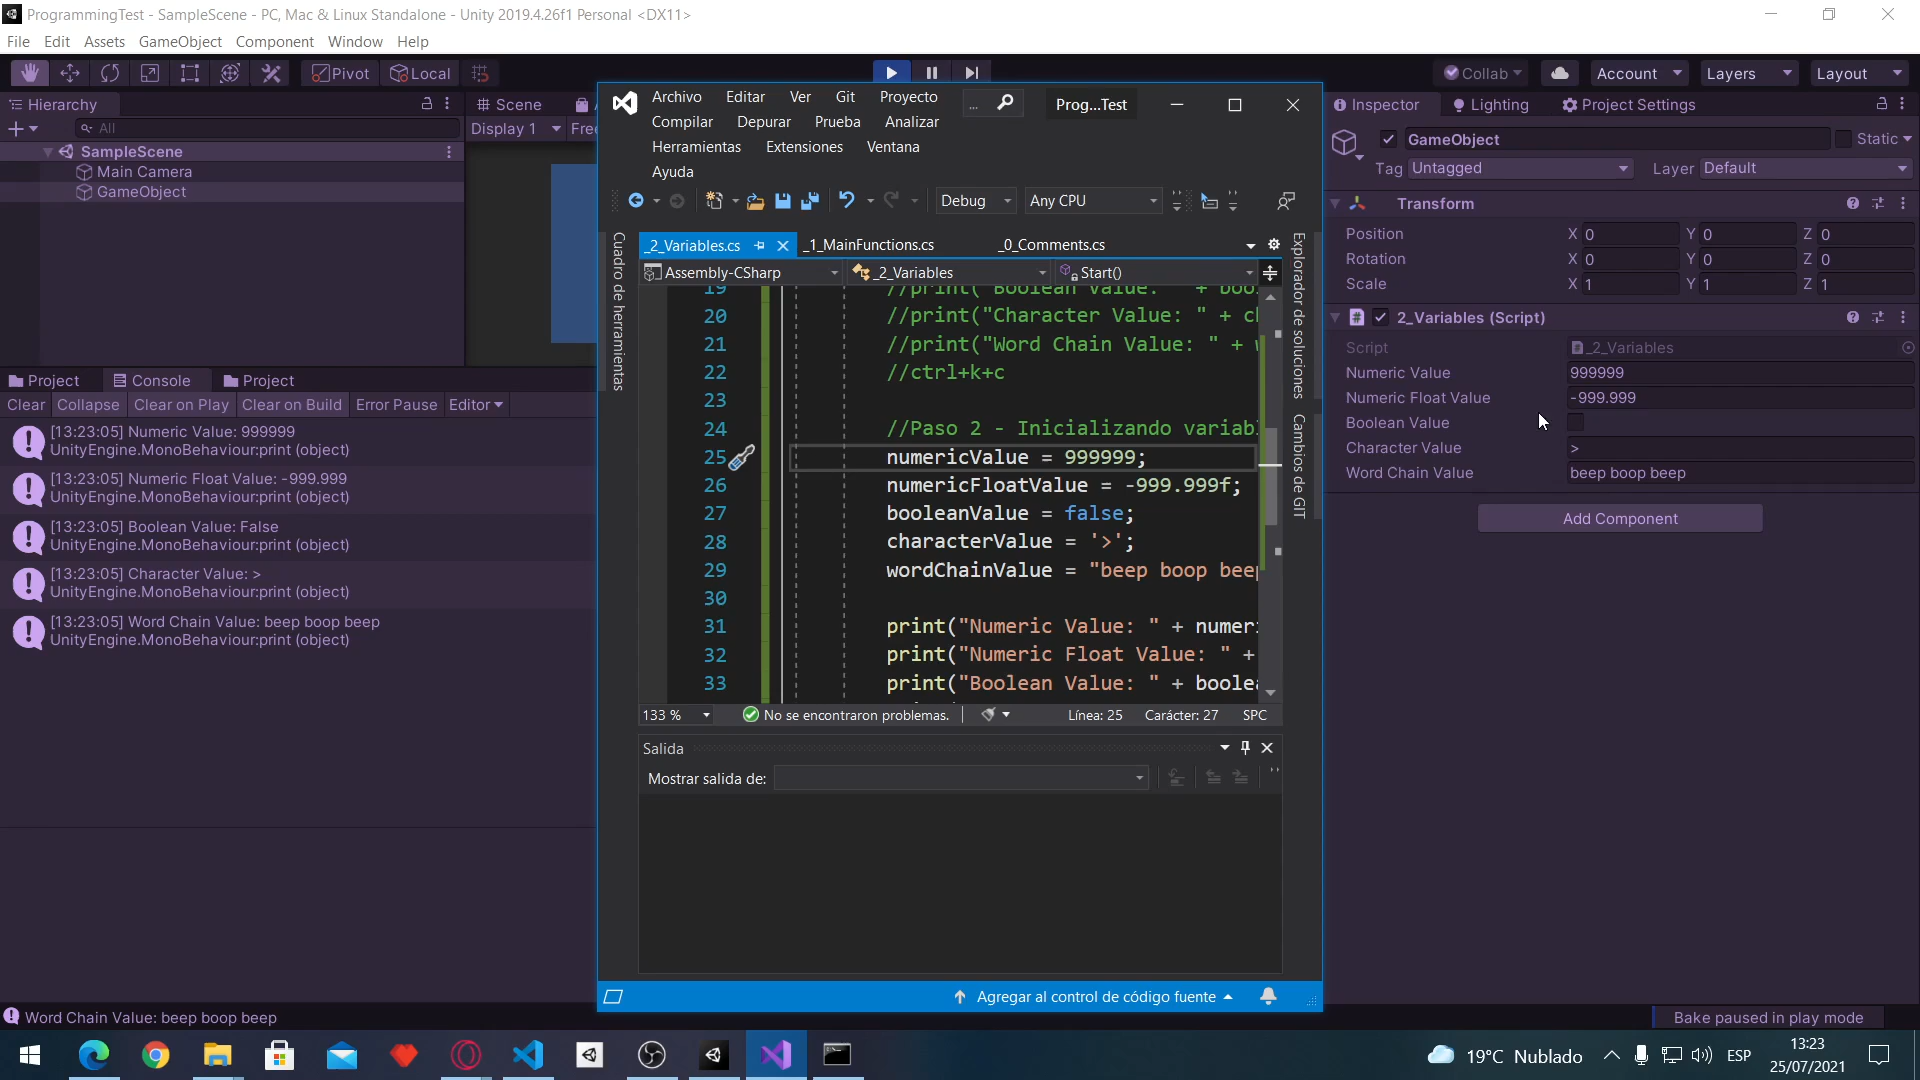 ProgrammingTest - SampleScene - PC, Mac & Linux Standalone - Unity 2019.4.26f1 Personal <DX11>
File Edit Assets GameObject Component Window Help
Pivot Local Collab Account Layers Layout
Hierarchy
All
SampleScene
Main Camera
GameObject
Scene
Display 1
Project Console Project
Clear Collapse Clear on Play Clear on Build Error Pause Editor
[13:23:05] Numeric Value: 999999
UnityEngine.MonoBehaviour:print (object)
[13:23:05] Numeric Float Value: -999.999
UnityEngine.MonoBehaviour:print (object)
[13:23:05] Boolean Value: False
UnityEngine.MonoBehaviour:print (object)
[13:23:05] Character Value: >
UnityEngine.MonoBehaviour:print (object)
[13:23:05] Word Chain Value: beep boop beep
UnityEngine.MonoBehaviour:print (object)
Archivo Editar Ver Git Proyecto
... Prog...Test
Compilar Depurar Prueba Analizar
Herramientas Extensiones Ventana
Ayuda
Debug Any CPU
Cuadro de herramientas
_2_Variables.cs _1_MainFunctions.cs _0_Comments.cs
Assembly-CSharp _2_Variables Start()
19 //print("Boolean Value: " + boo
20 //print("Character Value: " + c
21 //print("Word Chain Value: " +
22 //ctrl+k+c
23
24 //Paso 2 - Inicializando variab
25 numericValue = 999999;
26 numericFloatValue = -999.999f;
27 booleanValue = false;
28 characterValue = '>';
29 wordChainValue = "beep boop beep
30
31 print("Numeric Value: " + numeri
32 print("Numeric Float Value: " +
33 print("Boolean Value: " + boolea
133 % No se encontraron problemas. Línea: 25 Carácter: 27 SPC
Explorador de soluciones
Cambios de GIT
Salida
Mostrar salida de:
Agregar al control de código fuente
Inspector Lighting Project Settings
GameObject Static
Tag Untagged Layer Default
Transform
Position X 0 Y 0 Z 0
Rotation X 0 Y 0 Z 0
Scale X 1 Y 1 Z 1
2_Variables (Script)
Script _2_Variables
Numeric Value 999999
Numeric Float Value -999.999
Boolean Value
Character Value >
Word Chain Value beep boop beep
Add Component
Word Chain Value: beep boop beep
Bake paused in play mode
19°C Nublado ESP 13:23
25/07/2021